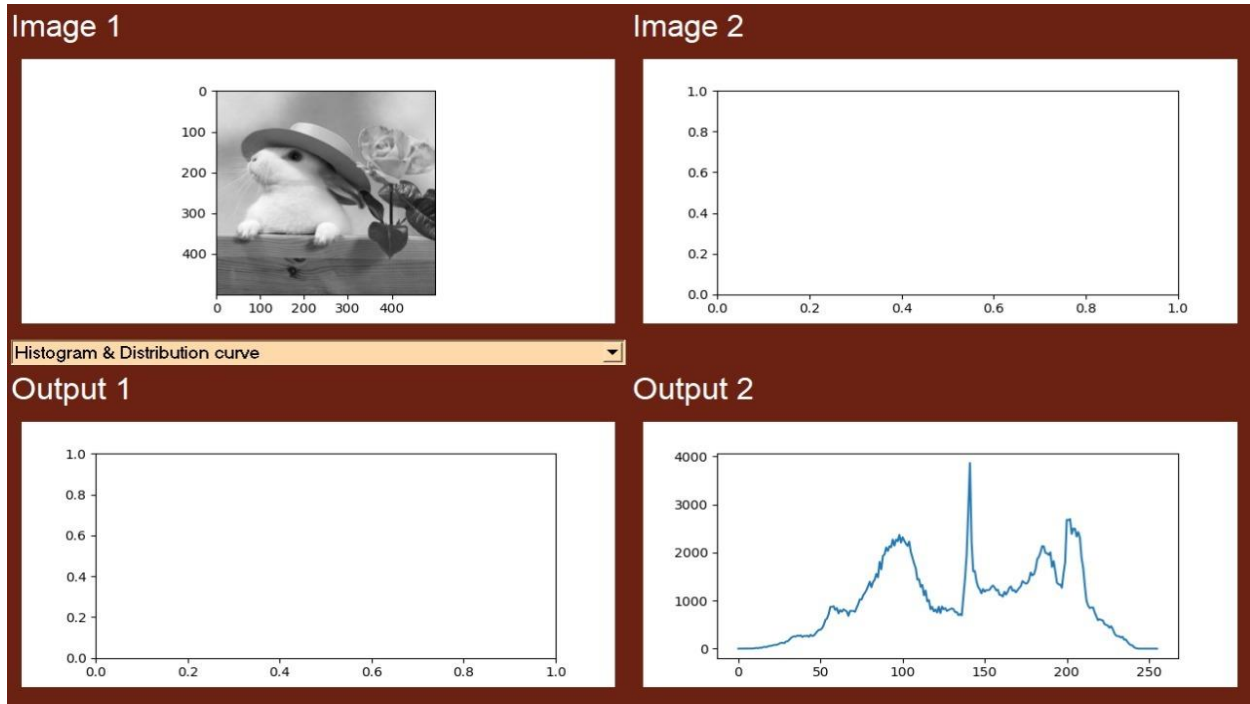 Image 1
0
100
200
300
400
0 100 200 300 400
Image 2
1.0
0.8
0.6
0.4
0.2
0.0
0.0 0.2 0.4 0.6 0.8 1.0
Histogram & Distribution curve
Output 1
1.0
0.8
0.6
0.4
0.2
0.0
0.0 0.2 0.4 0.6 0.8 1.0
Output 2
4000
3000
2000
1000
0
0 50 100 150 200 250